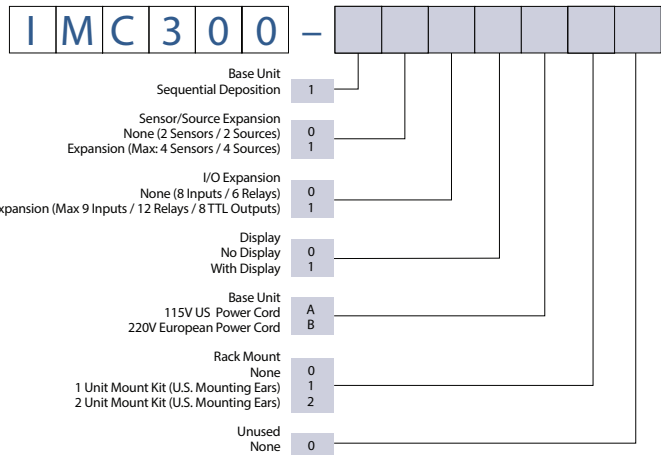 IMC300 –
Base Unit
Sequential Deposition 1
Sensor/Source Expansion
None (2 Sensors / 2 Sources) 0
Expansion (Max: 4 Sensors / 4 Sources) 1
I/O Expansion
None (8 Inputs / 6 Relays) 0
xpansion (Max 9 Inputs / 12 Relays / 8 TTL Outputs) 1
Display
No Display 0
With Display 1
Base Unit
115V US Power Cord A
220V European Power Cord B
Rack Mount
None 0
1 Unit Mount Kit (U.S. Mounting Ears) 1
2 Unit Mount Kit (U.S. Mounting Ears) 2
Unused
None 0